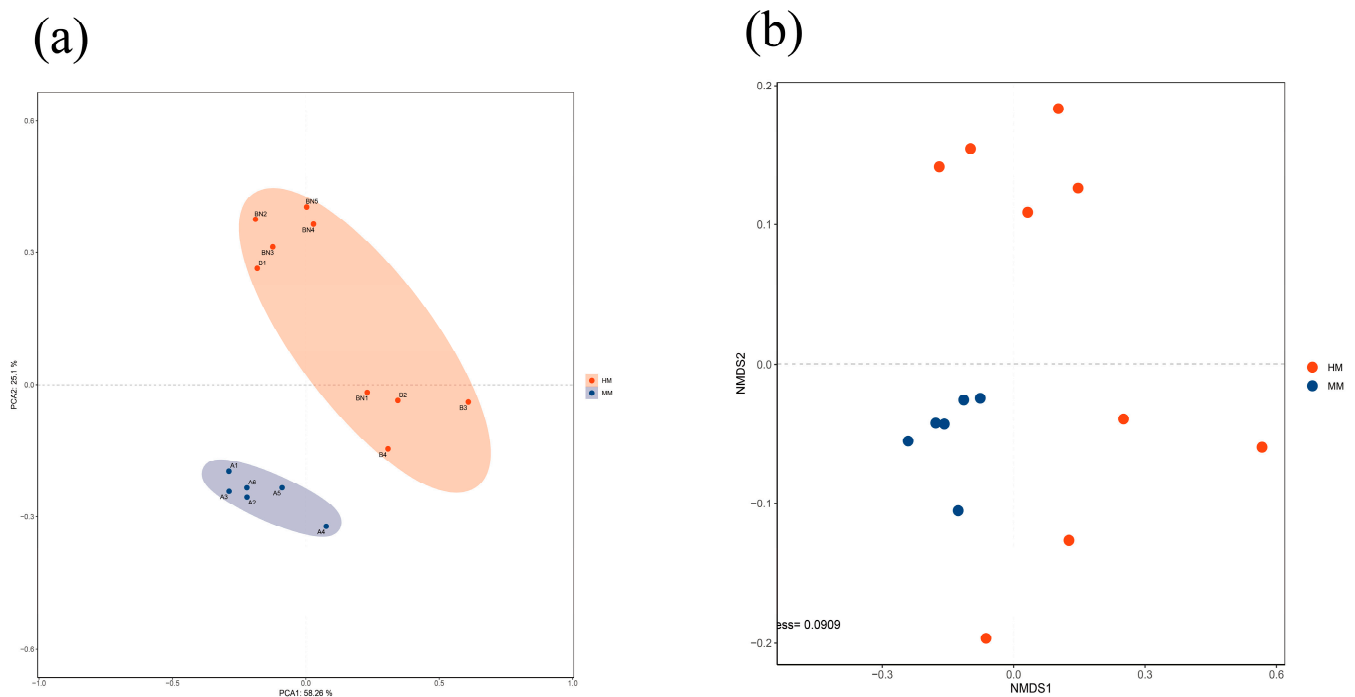 (a)
(b)
0.6
0.3
0.0
−0.3
−0.6
−1.0
−0.5
0.0
0.5
1.0
PCA2: 25.1 %
PCA1: 58.26 %
BN2
BN5
BN4
BN3
D1
BN1
D2
B3
B4
A1
A6
A3
A2
A5
A4
HM
MM
0.2
0.1
0.0
−0.1
−0.2
−0.3
0.0
0.3
0.6
NMDS2
NMDS1
ess= 0.0909
HM
MM